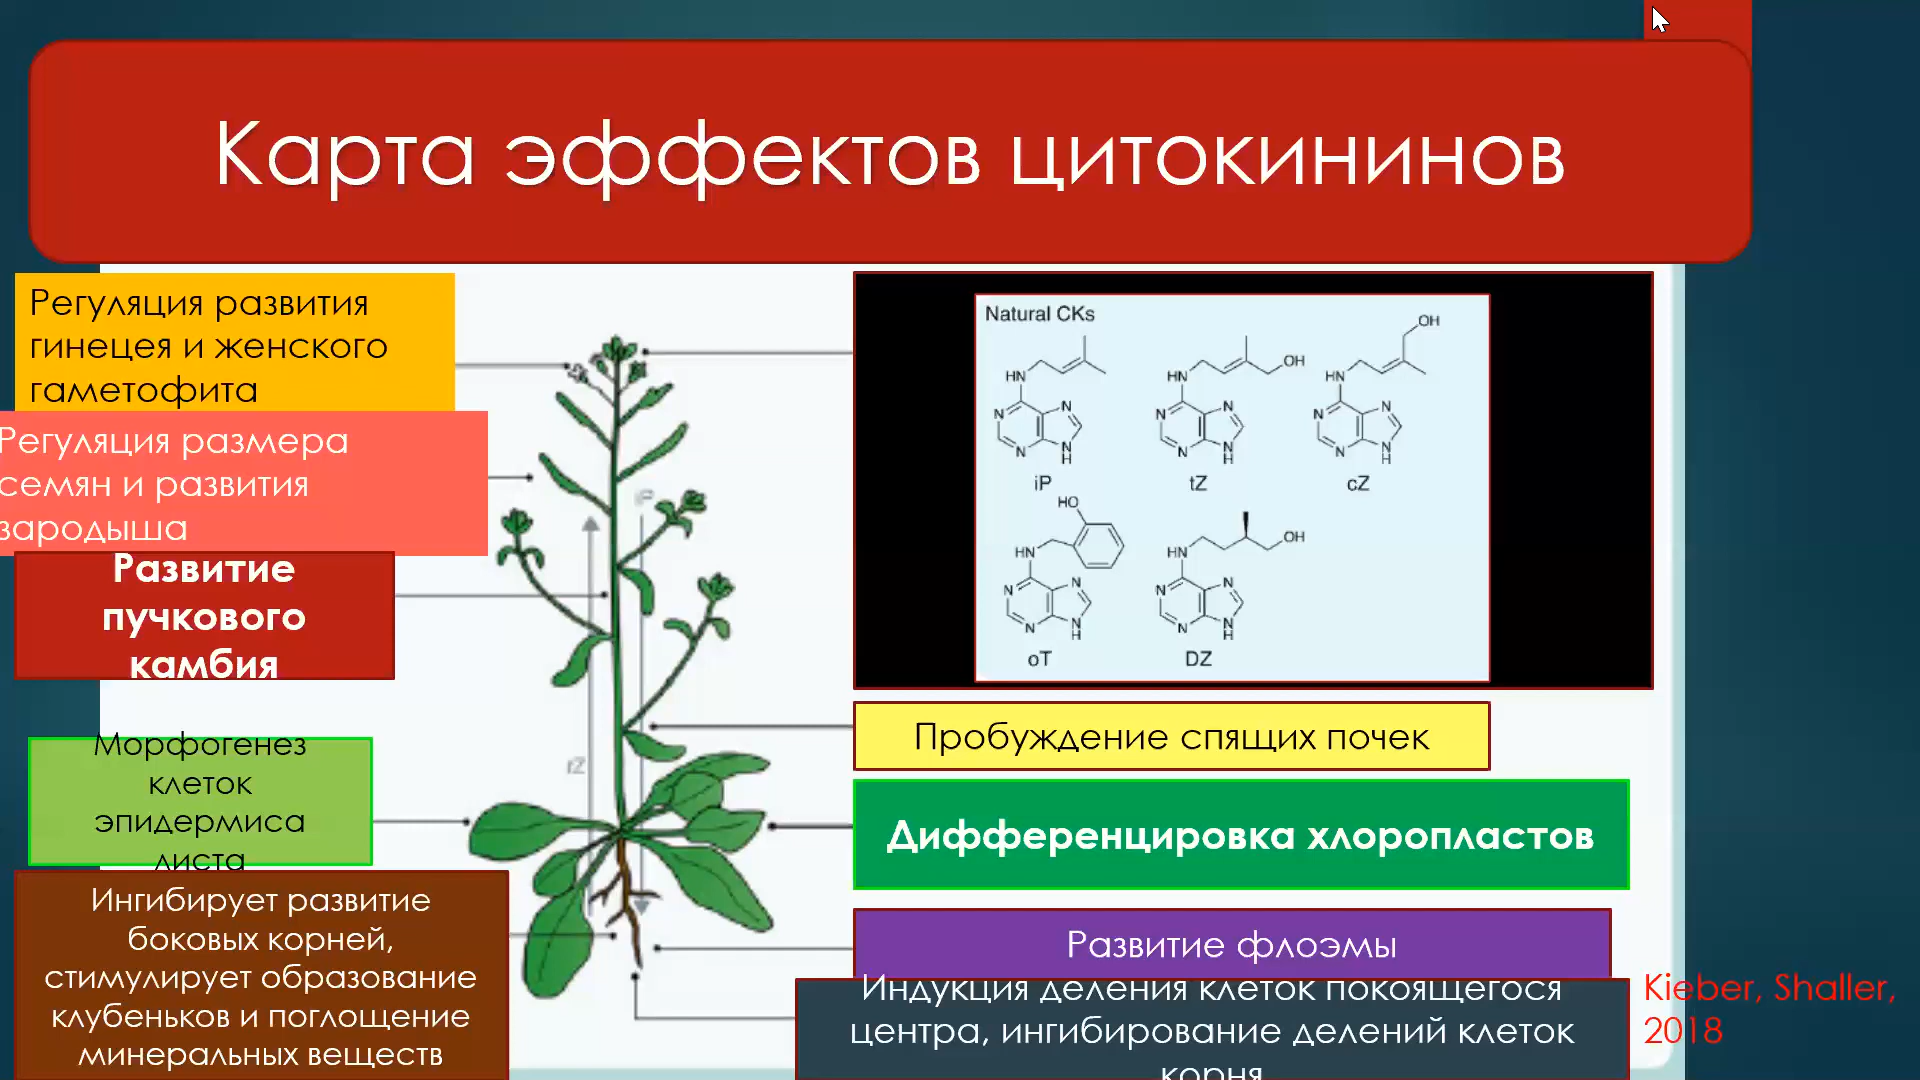 Карта эффектов цитокининов
Регуляция развития
гинецея и женского
гаметофита
Регуляция размера
семян и развития
зародыша
Развитие
пучкового
камбия
Морфогенез
клеток
эпидермиса
листа
Ингибирует развитие
боковых корней,
стимулирует образование
клубеньков и поглощение
минеральных веществ
iP
tZ
Natural CKs
OH
HN
N
N
N
N
N
H
iP
OH
HN
N
N
N
N
H
tZ
HN
N
N
N
N
H
cZ
HO
HN
N
N
N
N
H
oT
OH
HN
N
N
N
N
H
DZ
Пробуждение спящих почек
Дифференцировка хлоропластов
Развитие флоэмы
Индукция деления клеток покоящегося
центра, ингибирование делений клеток
корня
Kieber, Shaller,
2018